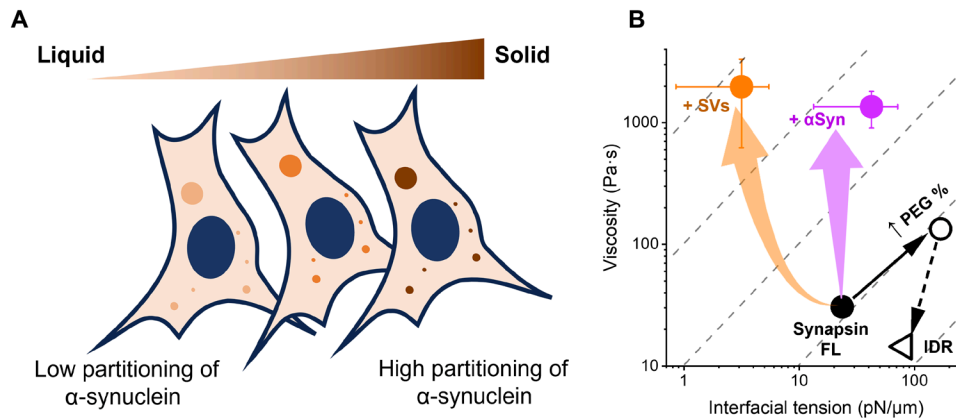 A
Liquid
Solid
Low partitioning of
α-synuclein
High partitioning of
α-synuclein
B
Viscosity (Pa·s)
1000
100
10
+ SVs
+ αSyn
↑ PEG %
Synapsin
FL
IDR
1
10
100
Interfacial tension (pN/µm)